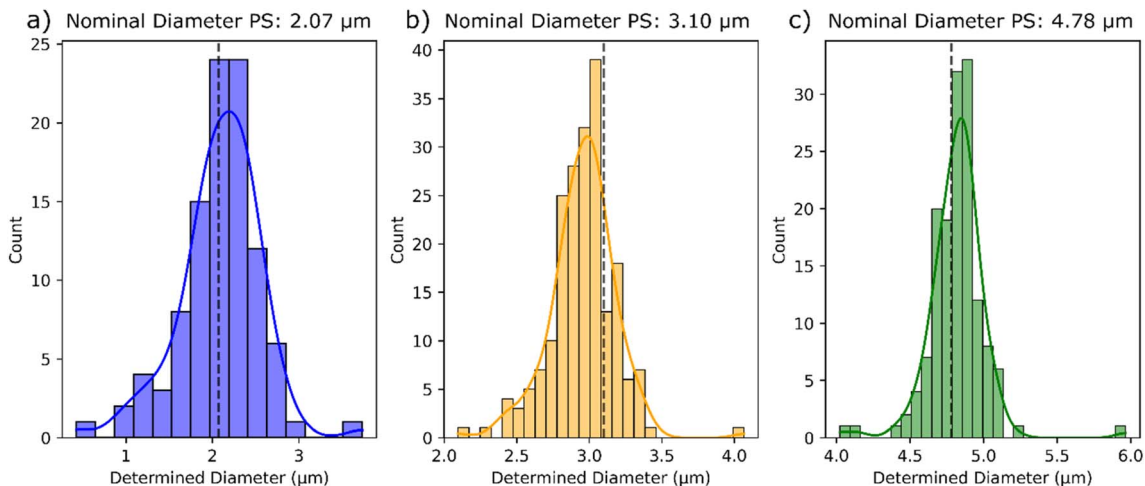 a) Nominal Diameter PS: 2.07 µm
25
20
15
10
5
0
Count
1 2 3
Determined Diameter (µm)
b) Nominal Diameter PS: 3.10 µm
40
35
30
25
20
15
10
5
0
Count
2.0 2.5 3.0 3.5 4.0
Determined Diameter (µm)
c) Nominal Diameter PS: 4.78 µm
30
25
20
15
10
5
0
Count
4.0 4.5 5.0 5.5 6.0
Determined Diameter (µm)